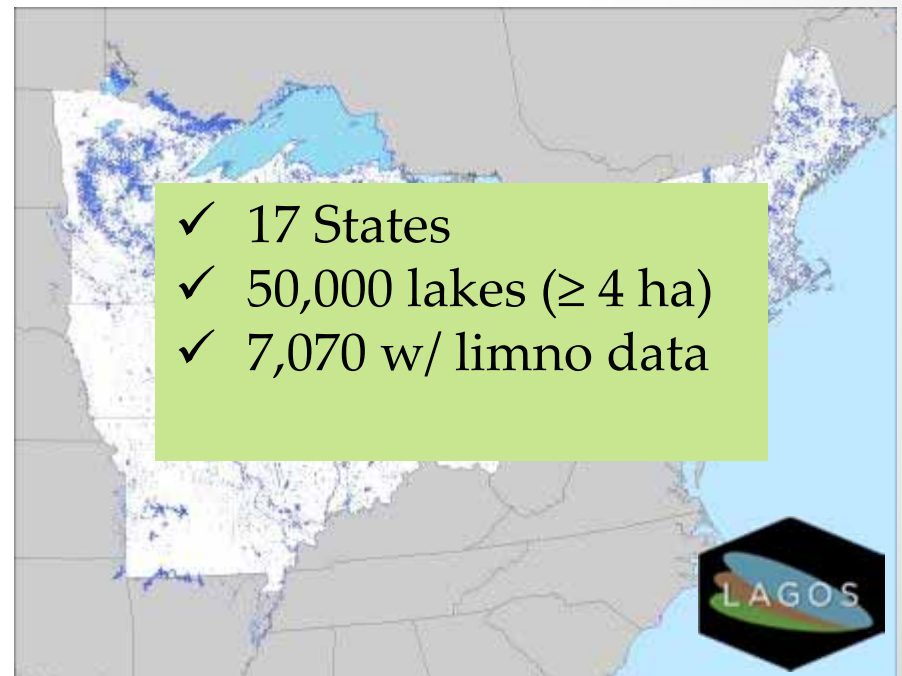 ✓ 17 States
✓ 50,000 lakes (≥ 4 ha)
✓ 7,070 w/ limno data
LAGOS